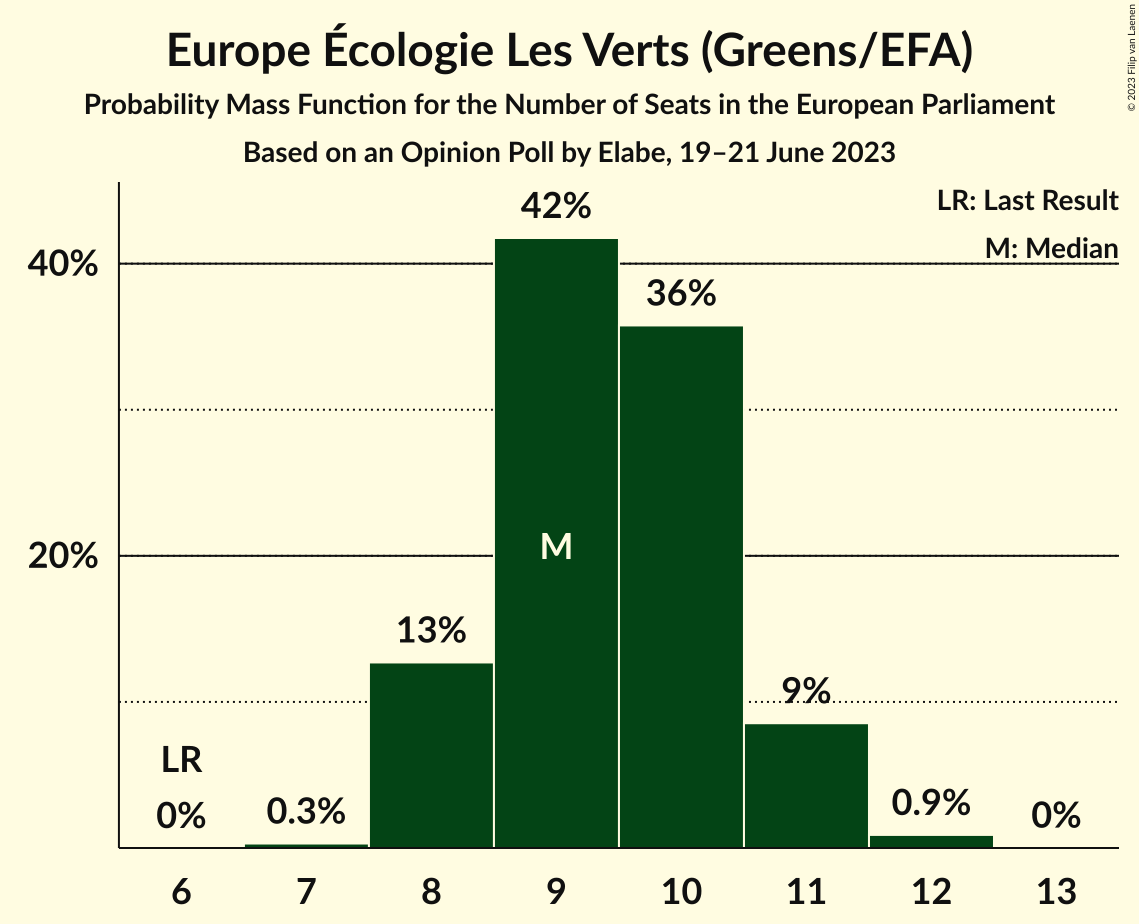 Europe Écologie Les Verts (Greens/EFA)
Probability Mass Function for the Number of Seats in the European Parliament
Based on an Opinion Poll by Elabe, 19–21 June 2023
© 2023 Filip van Laenen
LR: Last Result
M: Median
42%
40%
36%
20%
M
13%
9%
LR
0%
0.3%
0.9%
0%
6 7 8 9 10 11 12 13